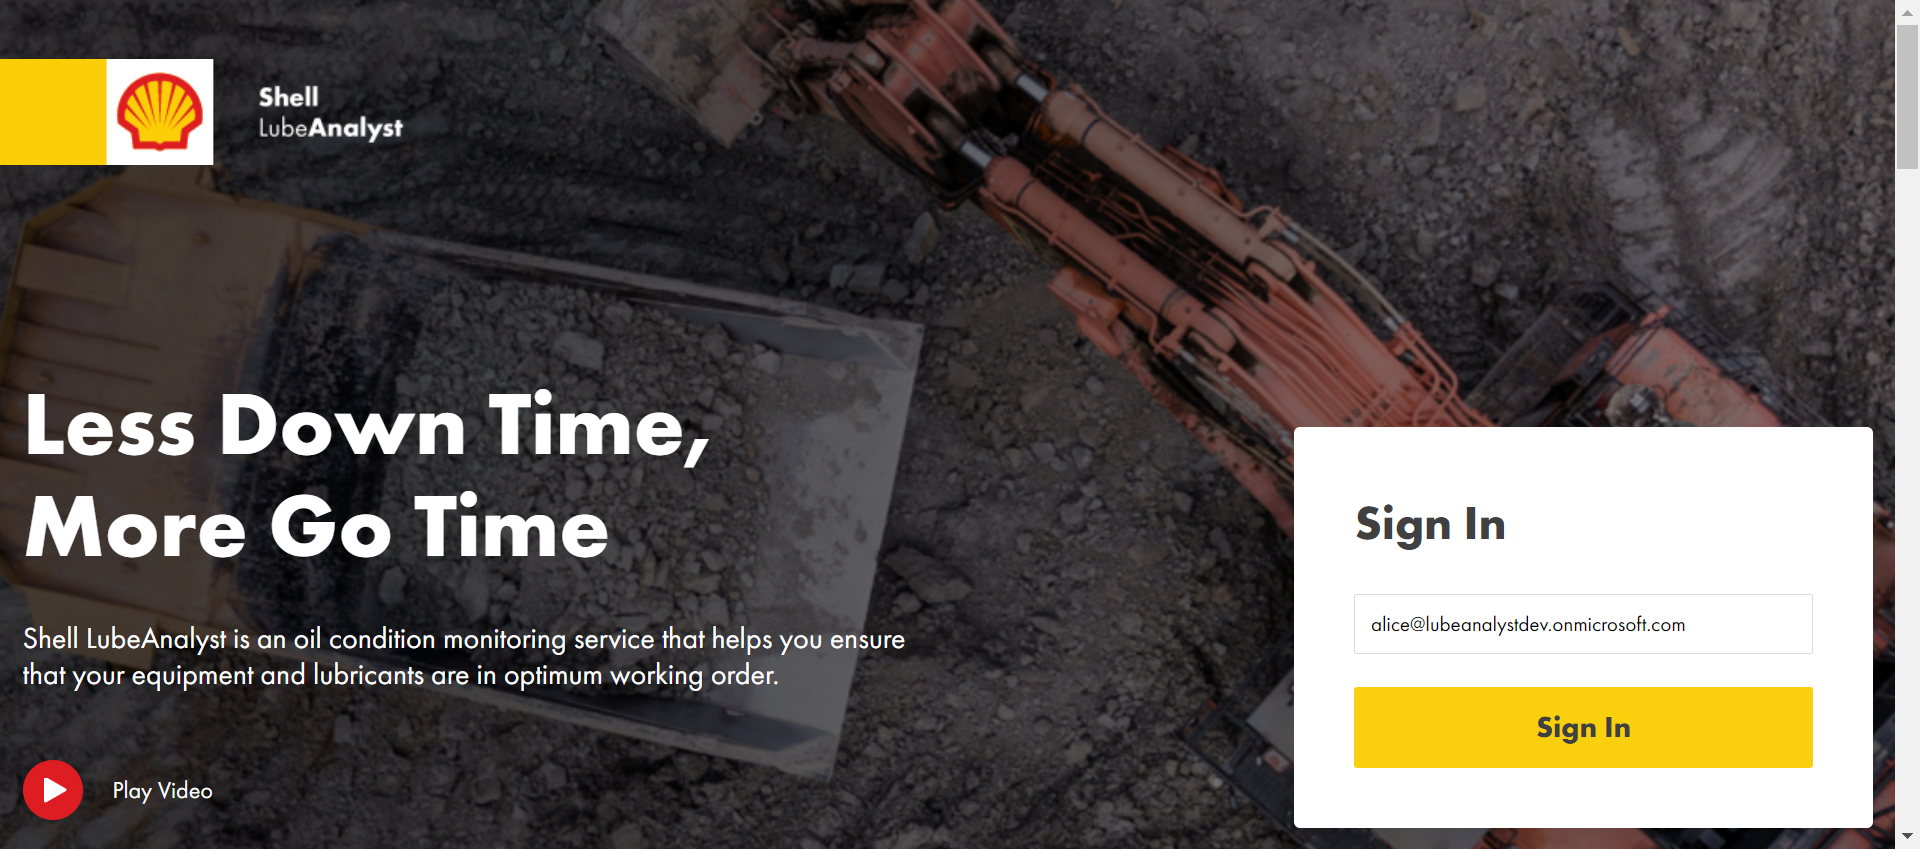 Shell
LubeAnalyst
Less Down Time,
More Go Time
Shell LubeAnalyst is an oil condition monitoring service that helps you ensure
that your equipment and lubricants are in optimum working order.
Play Video
Sign In
alice@lubeanalystdev.onmicrosoft.com
Sign In